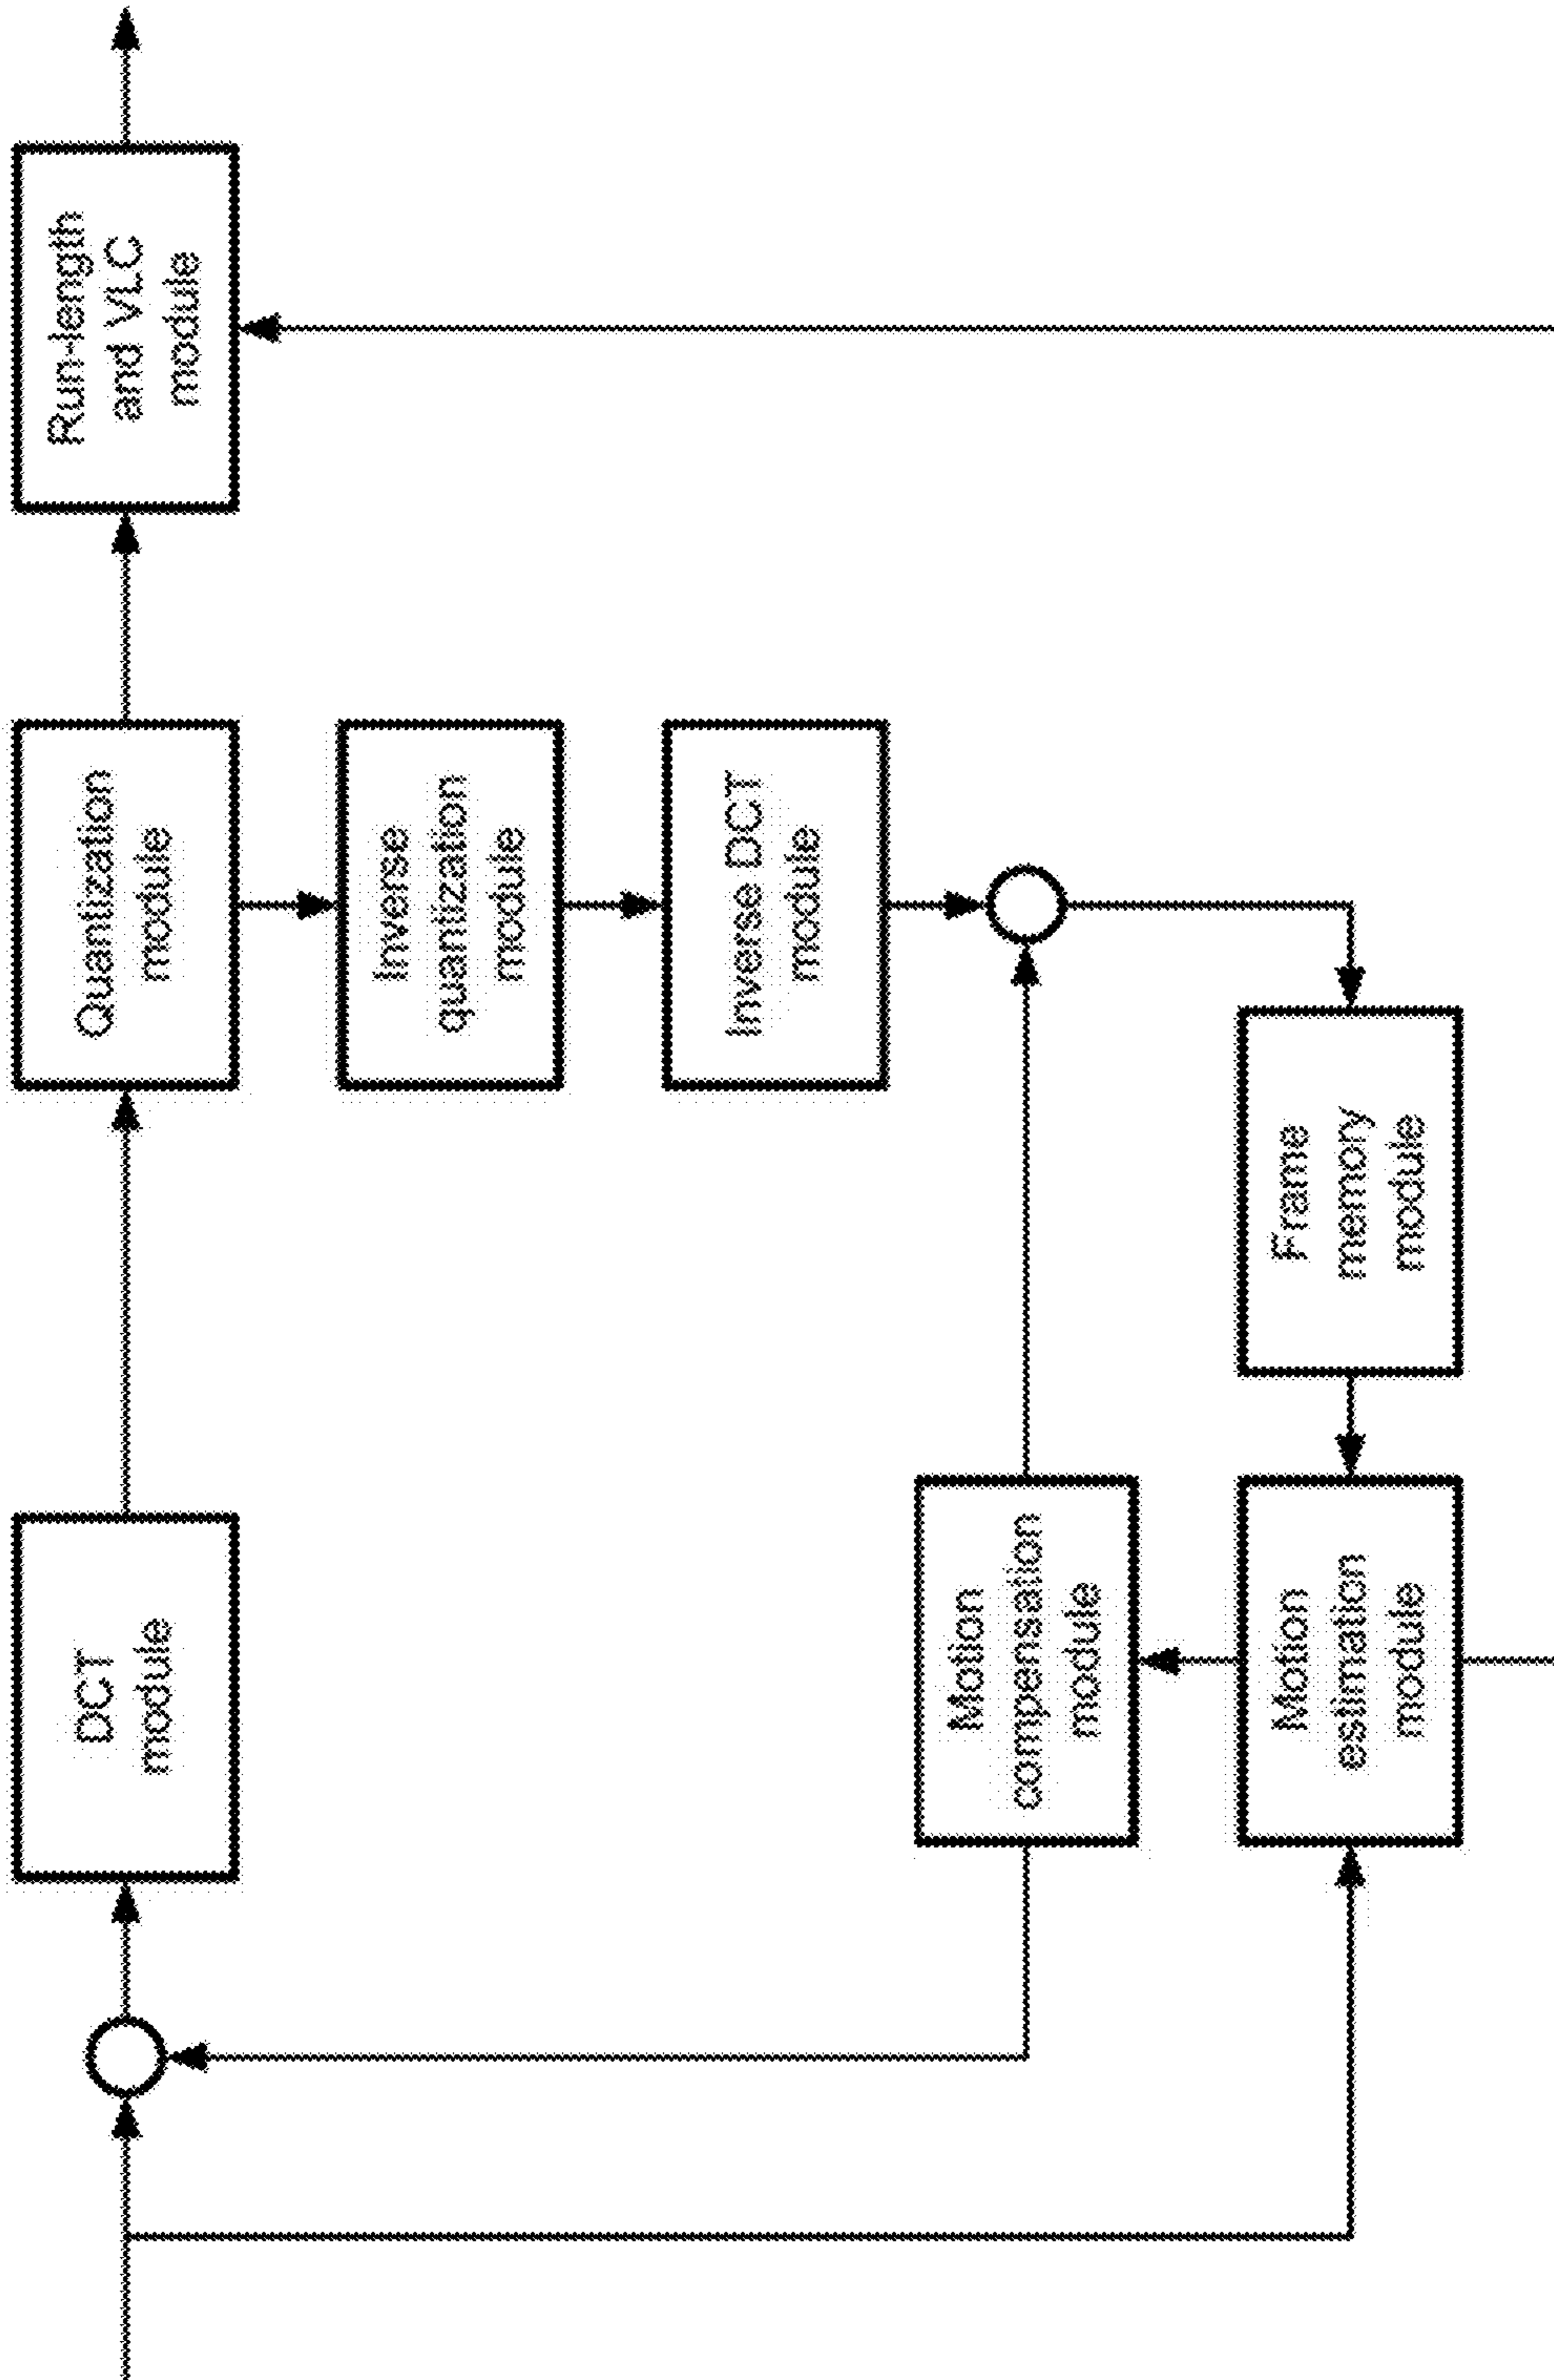 DCT
module
Quantization
module
Run-length
and VLC
module
Inverse
quantization
module
Inverse DCT
module
Motion
compensation
module
Frame
memory
module
Motion
estimation
module